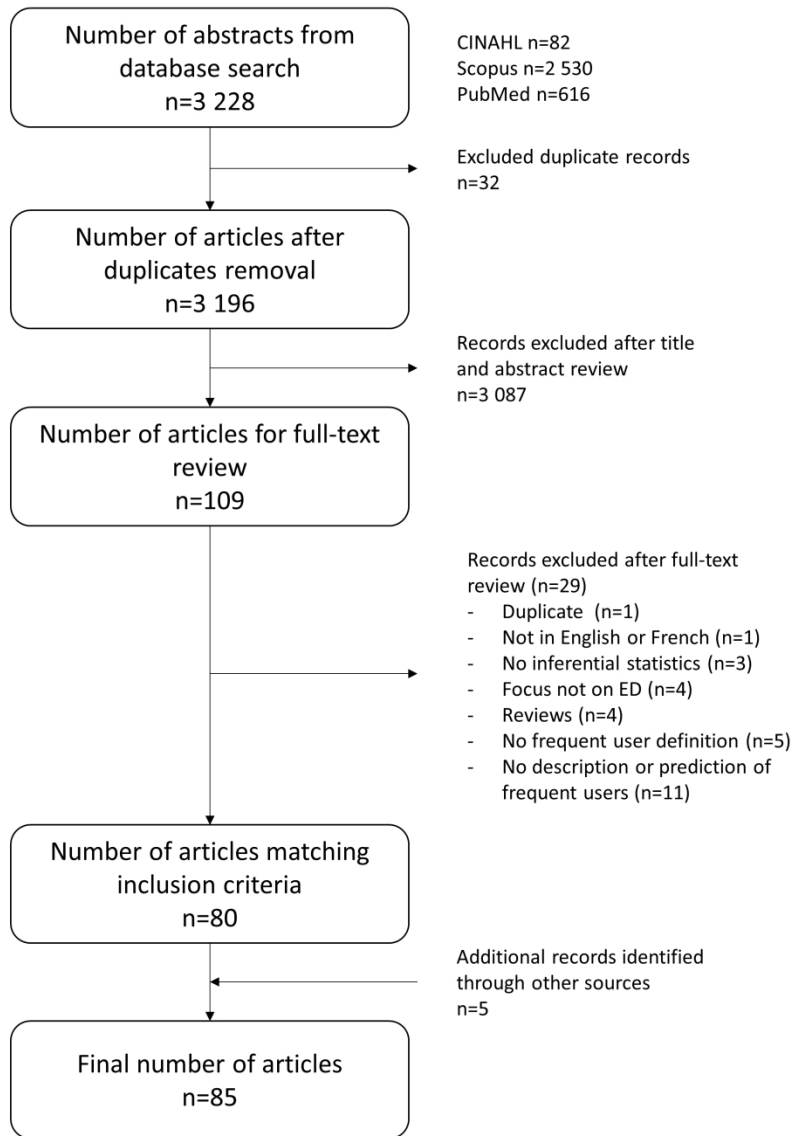 Number of abstracts from
database search
n=3 228
CINAHL n=82
Scopus n=2 530
PubMed n=616
Excluded duplicate records
n=32
Number of articles after
duplicates removal
n=3 196
Records excluded after title
and abstract review
n=3 087
Number of articles for full-text
review
n=109
Records excluded after full-text
review (n=29)
- Duplicate (n=1)
- Not in English or French (n=1)
- No inferential statistics (n=3)
- Focus not on ED (n=4)
- Reviews (n=4)
- No frequent user definition (n=5)
- No description or prediction of
frequent users (n=11)
Number of articles matching
inclusion criteria
n=80
Additional records identified
through other sources
n=5
Final number of articles
n=85